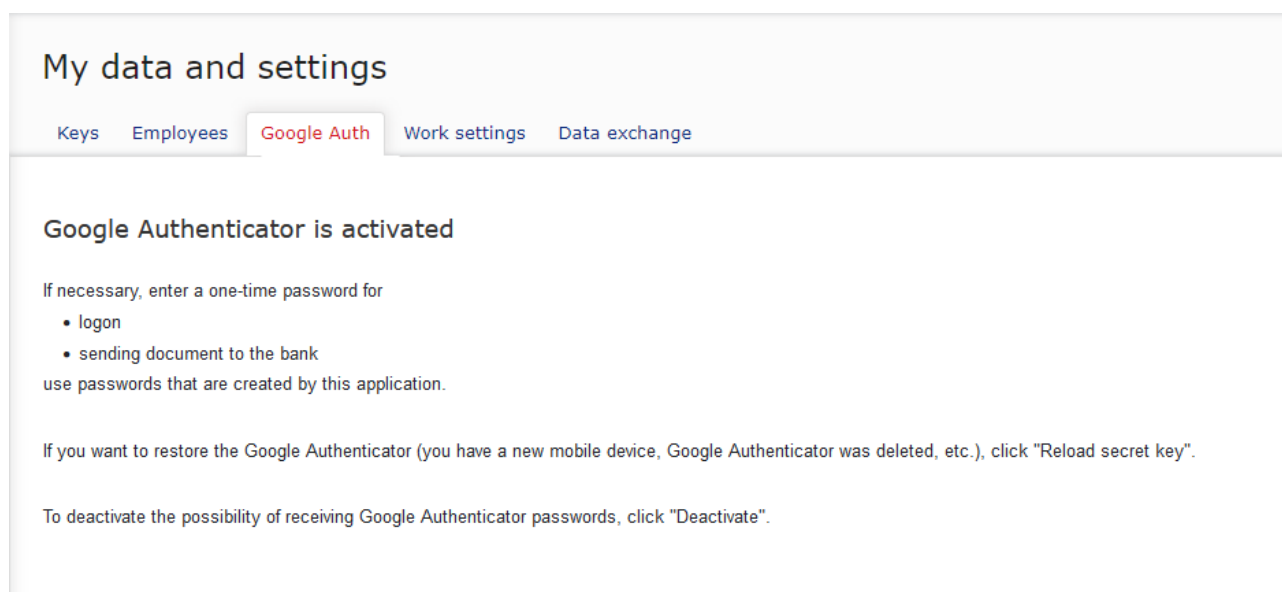 My data and settings
Keys Employees Google Auth Work settings Data exchange
Google Authenticator is activated
If necessary, enter a one-time password for
• logon
• sending document to the bank
use passwords that are created by this application.
If you want to restore the Google Authenticator (you have a new mobile device, Google Authenticator was deleted, etc.), click "Reload secret key".
To deactivate the possibility of receiving Google Authenticator passwords, click "Deactivate".